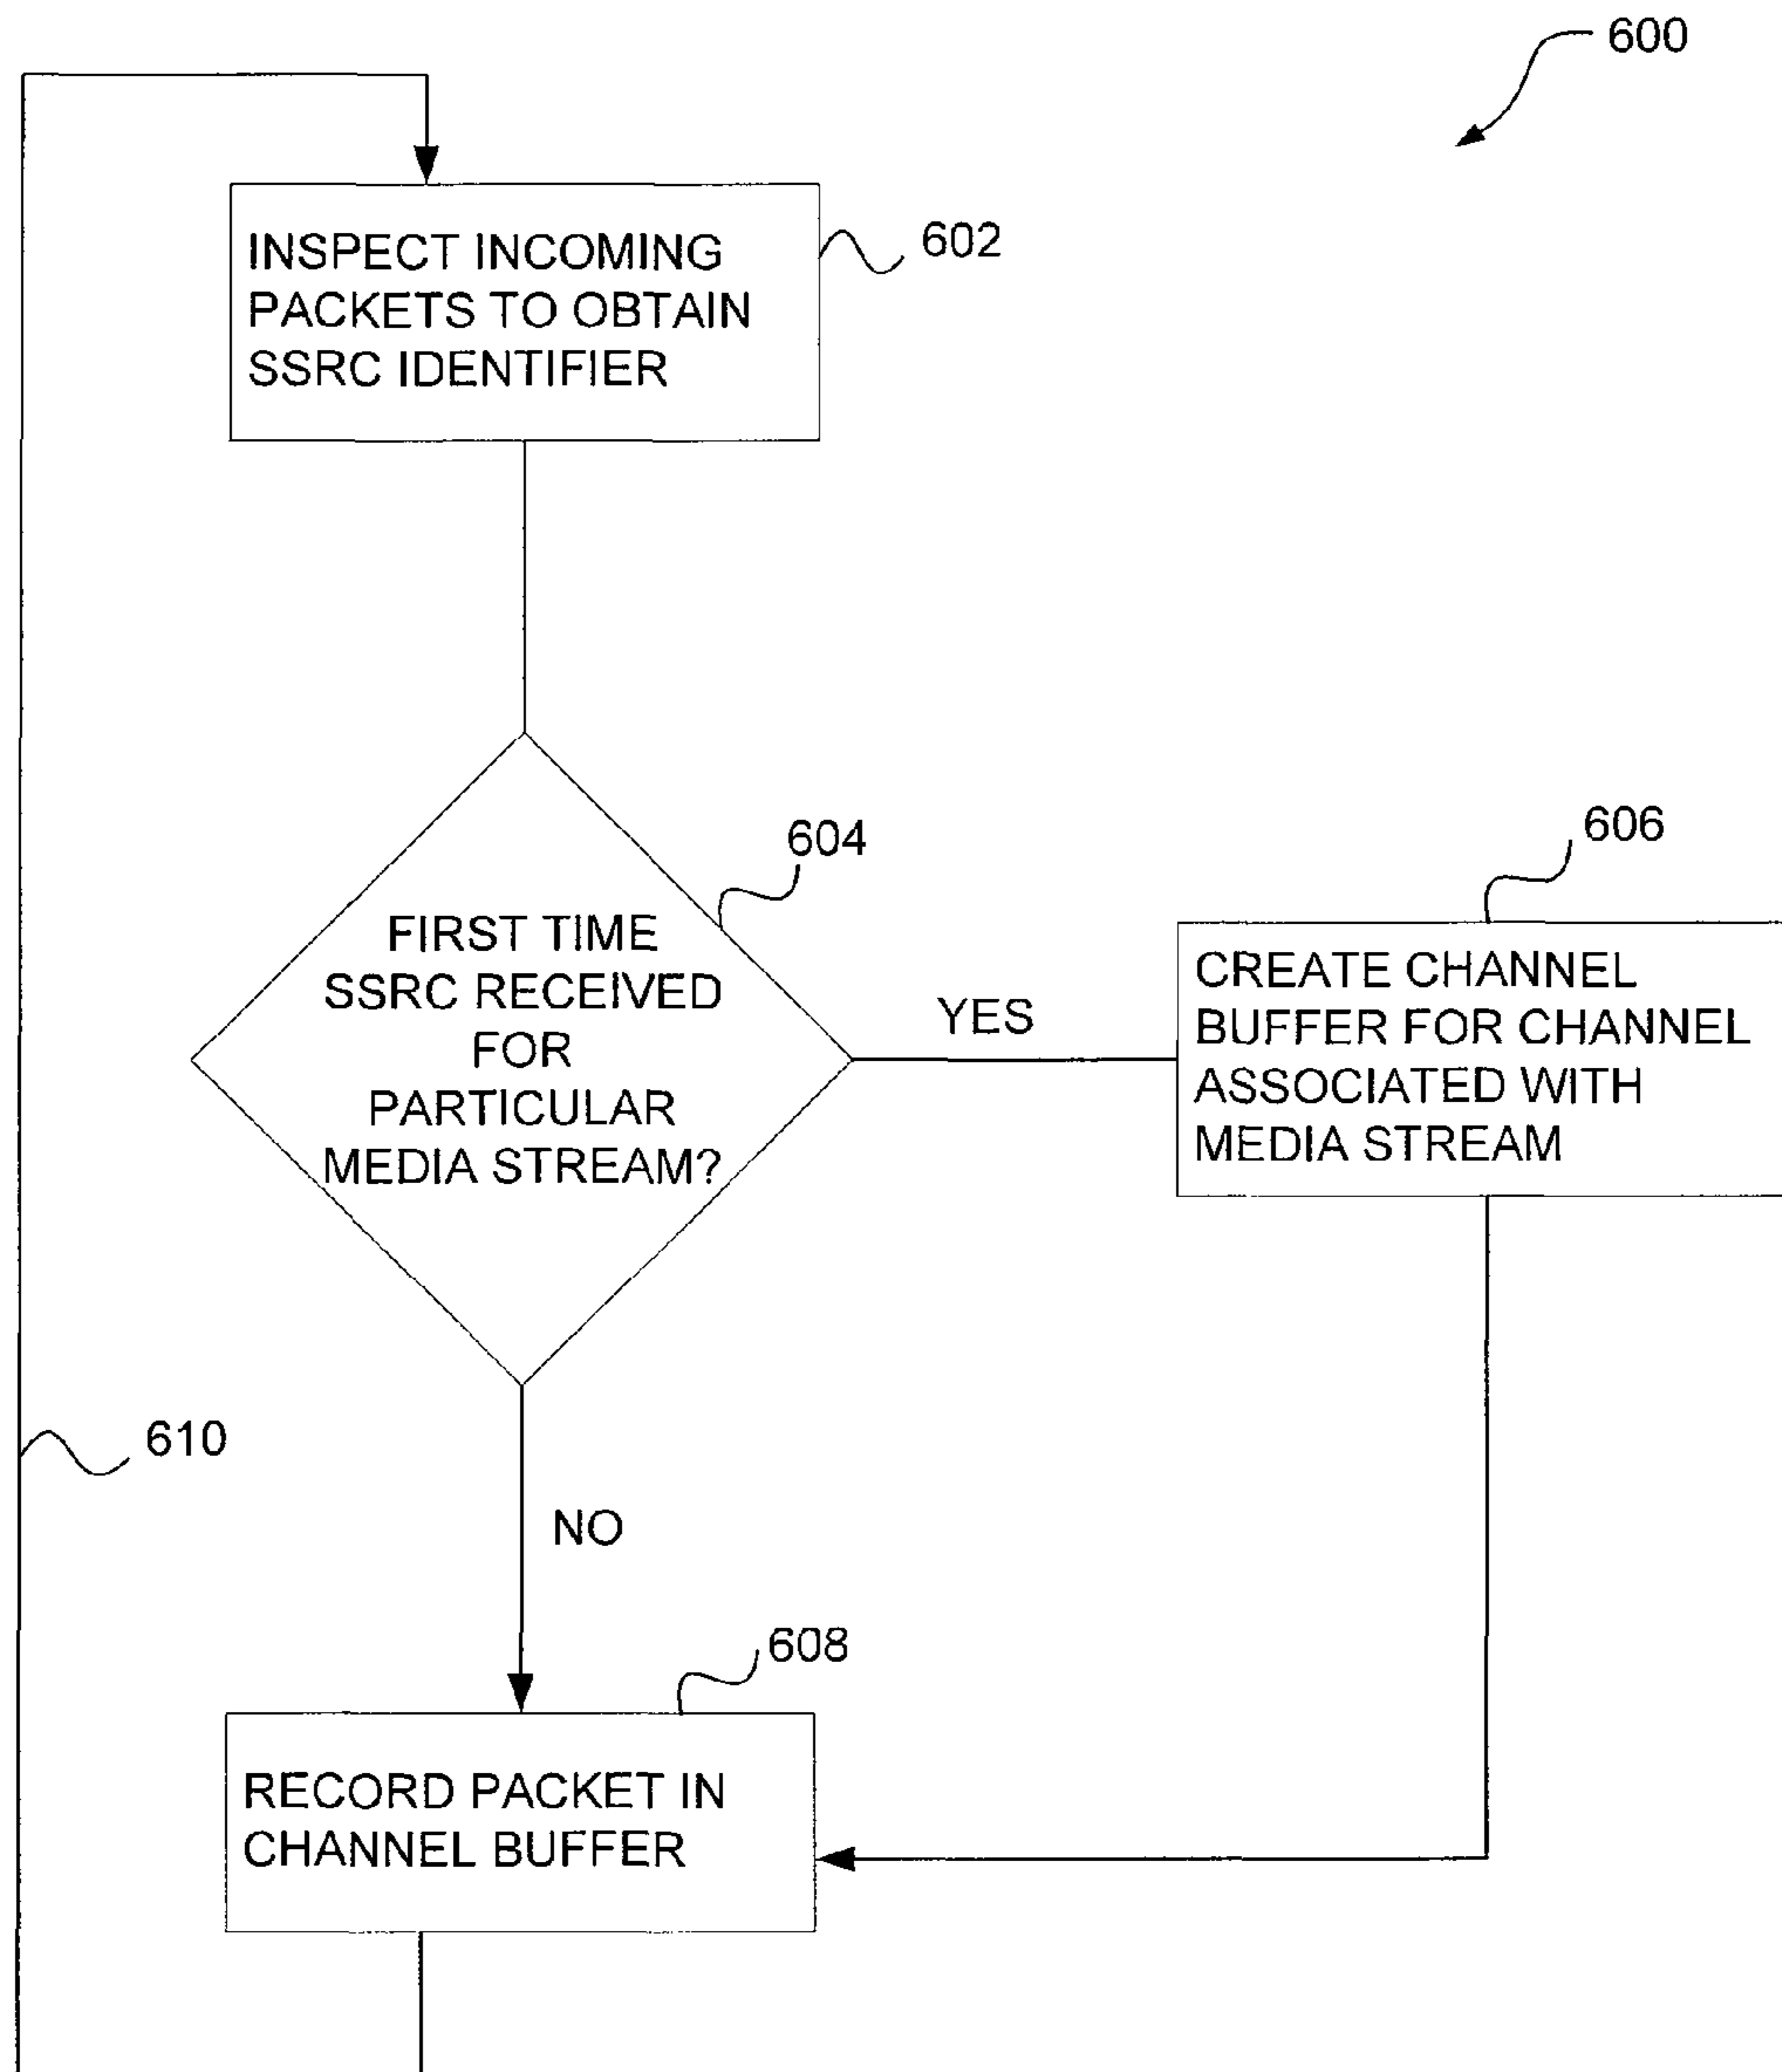 600
INSPECT INCOMING
PACKETS TO OBTAIN
SSRC IDENTIFIER
602
604
FIRST TIME
SSRC RECEIVED
FOR
PARTICULAR
MEDIA STREAM?
YES
606
CREATE CHANNEL
BUFFER FOR CHANNEL
ASSOCIATED WITH
MEDIA STREAM
610
NO
608
RECORD PACKET IN
CHANNEL BUFFER